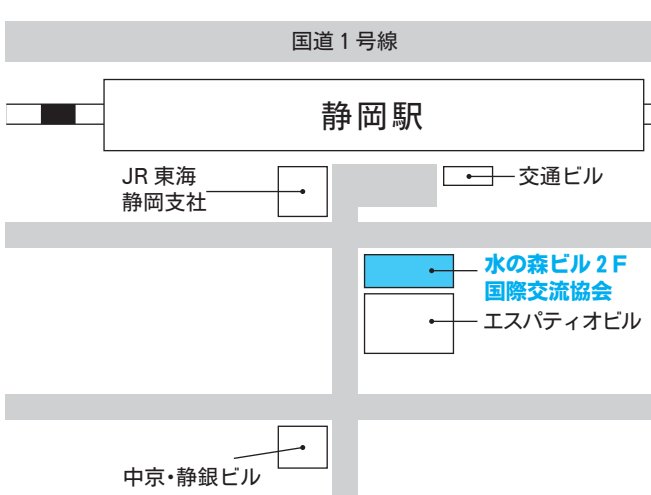 国道1号線
静岡駅
JR 東海
静岡支社
交通ビル
水の森ビル 2 F
国際交流協会
エスパティオビル
中京・静銀ビル